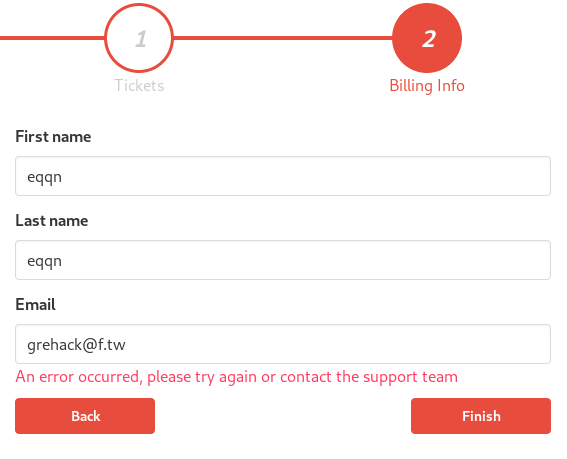 1 2
Tickets Billing Info
First name
eqqn
Last name
eqqn
Email
grehack@f.tw
An error occurred, please try again or contact the support team
Back Finish